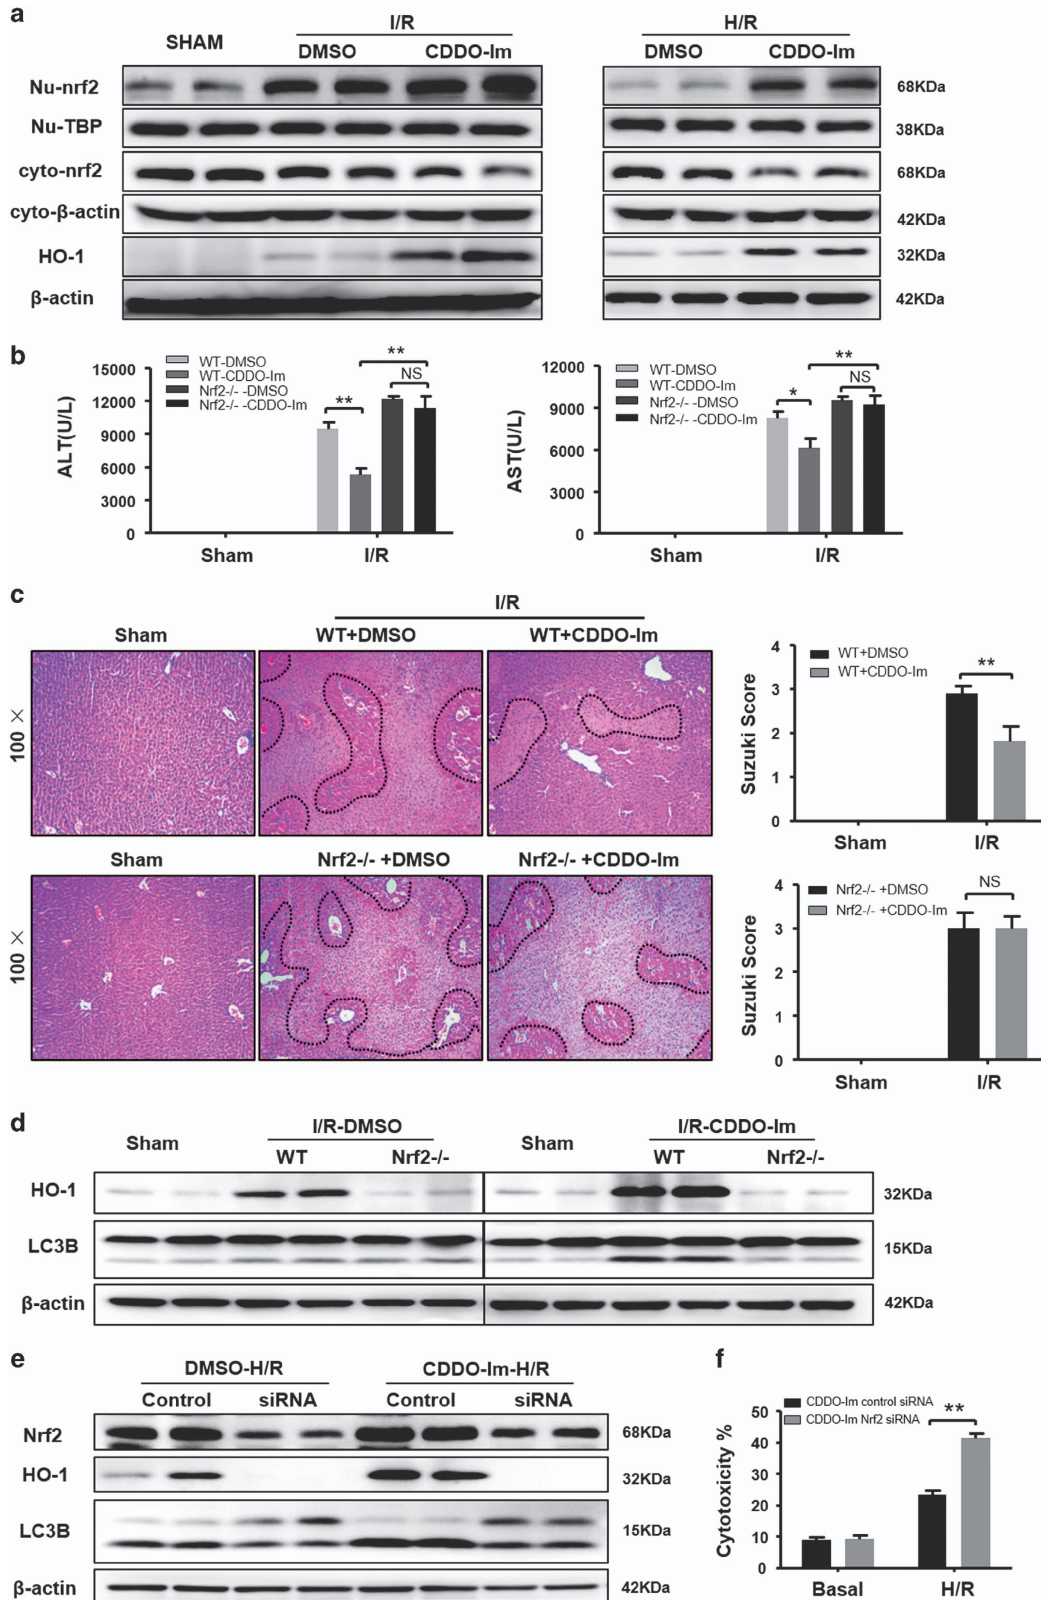 a
I/R
H/R
SHAM
DMSO
CDDO-Im
DMSO
CDDO-Im
Nu-nrf2
68KDa
Nu-TBP
38KDa
cyto-nrf2
68KDa
cyto-β-actin
42KDa
HO-1
32KDa
β-actin
42KDa
b
ALT(U/L)
15000
12000
9000
6000
3000
0
WT-DMSO
WT-CDDO-Im
Nrf2-/- -DMSO
Nrf2-/- -CDDO-Im
**
**
NS
Sham
I/R
AST(U/L)
12000
9000
6000
3000
0
WT-DMSO
WT-CDDO-Im
Nrf2-/- -DMSO
Nrf2-/- -CDDO-Im
*
**
NS
Sham
I/R
c
I/R
Sham
WT+DMSO
WT+CDDO-Im
100 ×
Suzuki Score
4
3
2
1
0
WT+DMSO
WT+CDDO-Im
**
Sham
I/R
Sham
Nrf2-/- +DMSO
Nrf2-/- +CDDO-Im
100 ×
Suzuki Score
4
3
2
1
0
Nrf2-/- +DMSO
Nrf2-/- +CDDO-Im
NS
Sham
I/R
d
I/R-DMSO
I/R-CDDO-Im
Sham
WT
Nrf2-/-
Sham
WT
Nrf2-/-
HO-1
32KDa
LC3B
15KDa
β-actin
42KDa
e
DMSO-H/R
CDDO-Im-H/R
Control
siRNA
Control
siRNA
Nrf2
68KDa
HO-1
32KDa
LC3B
15KDa
β-actin
42KDa
f
Cytotoxicity %
50
40
30
20
10
0
CDDO-Im control siRNA
CDDO-Im Nrf2 siRNA
**
Basal
H/R